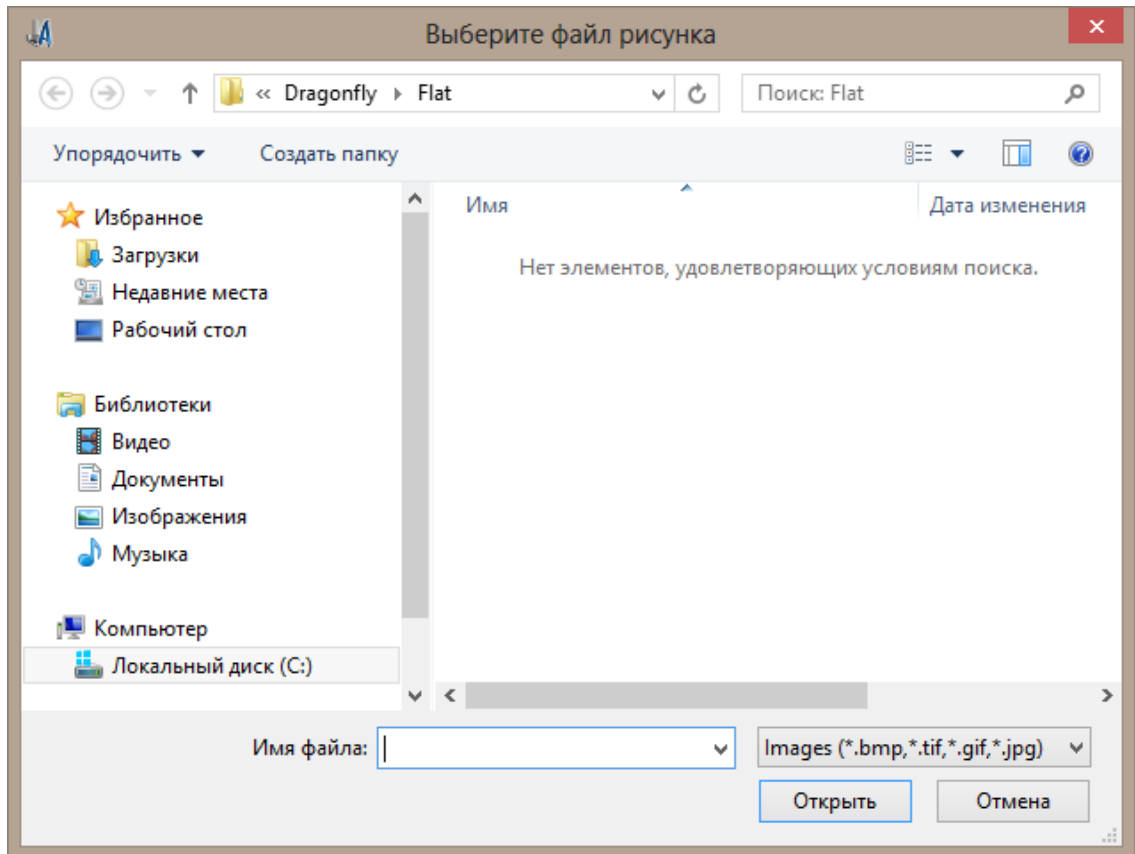 Выберите файл рисунка
« Dragonfly Flat
Поиск: Flat
Упорядочить
Создать папку
Избранное
Загрузки
Недавние места
Рабочий стол
Библиотеки
Видео
Документы
Изображения
Музыка
Компьютер
Локальный диск (C:)
Имя
Дата изменения
Нет элементов, удовлетворяющих условиям поиска.
Имя файла:
Images (*.bmp,*.tif,*.gif,*.jpg)
Открыть
Отмена